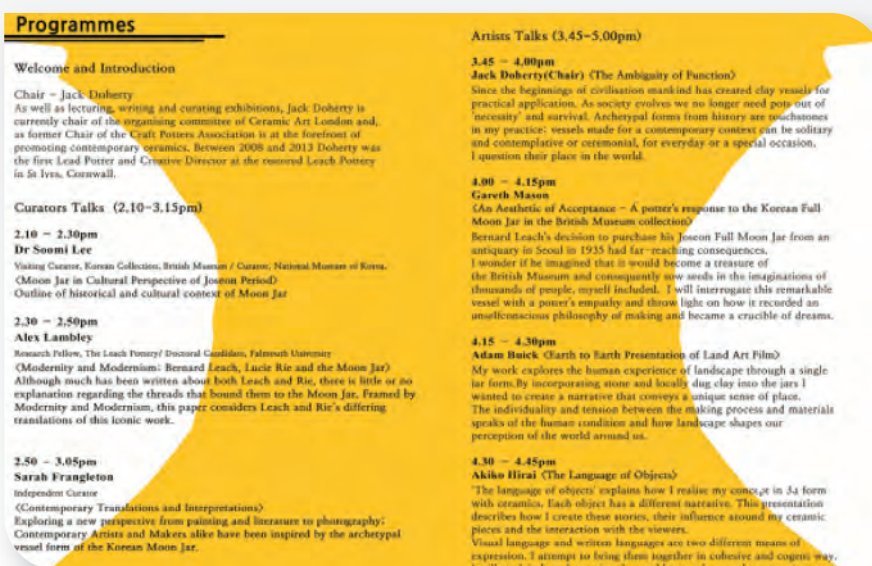 Programmes
Welcome and Introduction
Chair - Jack Doherty
As well as lecturing, writing and curating exhibitions, Jack Doherty is
currently chair of the organising committee of Ceramic Art London and,
as former Chair of the Craft Potters Association is at the forefront of
promoting contemporary ceramics. Between 2008 and 2013 Doherty was
the first Lead Potter and Creative Director at the restored Leach Pottery
in St Ives, Cornwall.
Curators Talks (2.10-3.15pm)
2.10 - 2.30pm
Dr Soomi Lee
Visiting Curator, Korean Collection, British Museum / Curator, National Museum of Korea.
〈Moon Jar in Cultural Perspective of Joseon Period〉
Outline of historical and cultural context of Moon Jar
2.30 - 2.50pm
Alex Lambley
Research Fellow, The Leach Pottery/ Doctoral Candidate, Falmouth University
〈Modernity and Modernism: Bernard Leach, Lucie Rie and the Moon Jar〉
Although much has been written about both Leach and Rie, there is little or no
explanation regarding the threads that bound them to the Moon Jar. Framed by
Modernity and Modernism, this paper considers Leach and Rie's differing
translations of this iconic work.
2.50 - 3.05pm
Sarah Frangleton
Independent Curator
〈Contemporary Translations and Interpretations〉
Exploring a new perspective from painting and literature to photography;
Contemporary Artists and Makers alike have been inspired by the archetypal
vessel form of the Korean Moon Jar.
Artists Talks (3.45-5.00pm)
3.45 - 4.00pm
Jack Doherty(Chair) 〈The Ambiguity of Function〉
Since the beginnings of civilisation mankind has created clay vessels for
practical application. As society evolves we no longer need pots out of
'necessity' and survival. Archetypal forms from history are touchstones
in my practice: vessels made for a contemporary context can be solitary
and contemplative or ceremonial, for everyday or a special occasion.
I question their place in the world.
4.00 - 4.15pm
Gareth Mason
〈An Aesthetic of Acceptance - A potter's response to the Korean Full
Moon Jar in the British Museum collection〉
Bernard Leach's decision to purchase his Joseon Full Moon Jar from an
antiquary in Seoul in 1935 had far-reaching consequences.
I wonder if he imagined that it would become a treasure of
the British Museum and consequently sow seeds in the imaginations of
thousands of people, myself included. I will interrogate this remarkable
vessel with a potter's empathy and throw light on how it recorded an
unselfconscious philosophy of making and became a crucible of dreams.
4.15 - 4.30pm
Adam Buick 〈Earth to Earth Presentation of Land Art Film〉
My work explores the human experience of landscape through a single
jar form.By incorporating stone and locally dug clay into the jars I
wanted to create a narrative that conveys a unique sense of place.
The individuality and tension between the making process and materials
speaks of the human condition and how landscape shapes our
perception of the world around us.
4.30 - 4.45pm
Akiko Hirai 〈The Language of Objects〉
'The language of objects' explains how I realise my concept in 3d form
with ceramics. Each object has a different narrative. This presentation
describes how I create these stories, their influence around my ceramic
pieces and the interaction with the viewers.
Visual language and written languages are two different means of
expression. I attempt to bring them together in cohesive and cogent way.